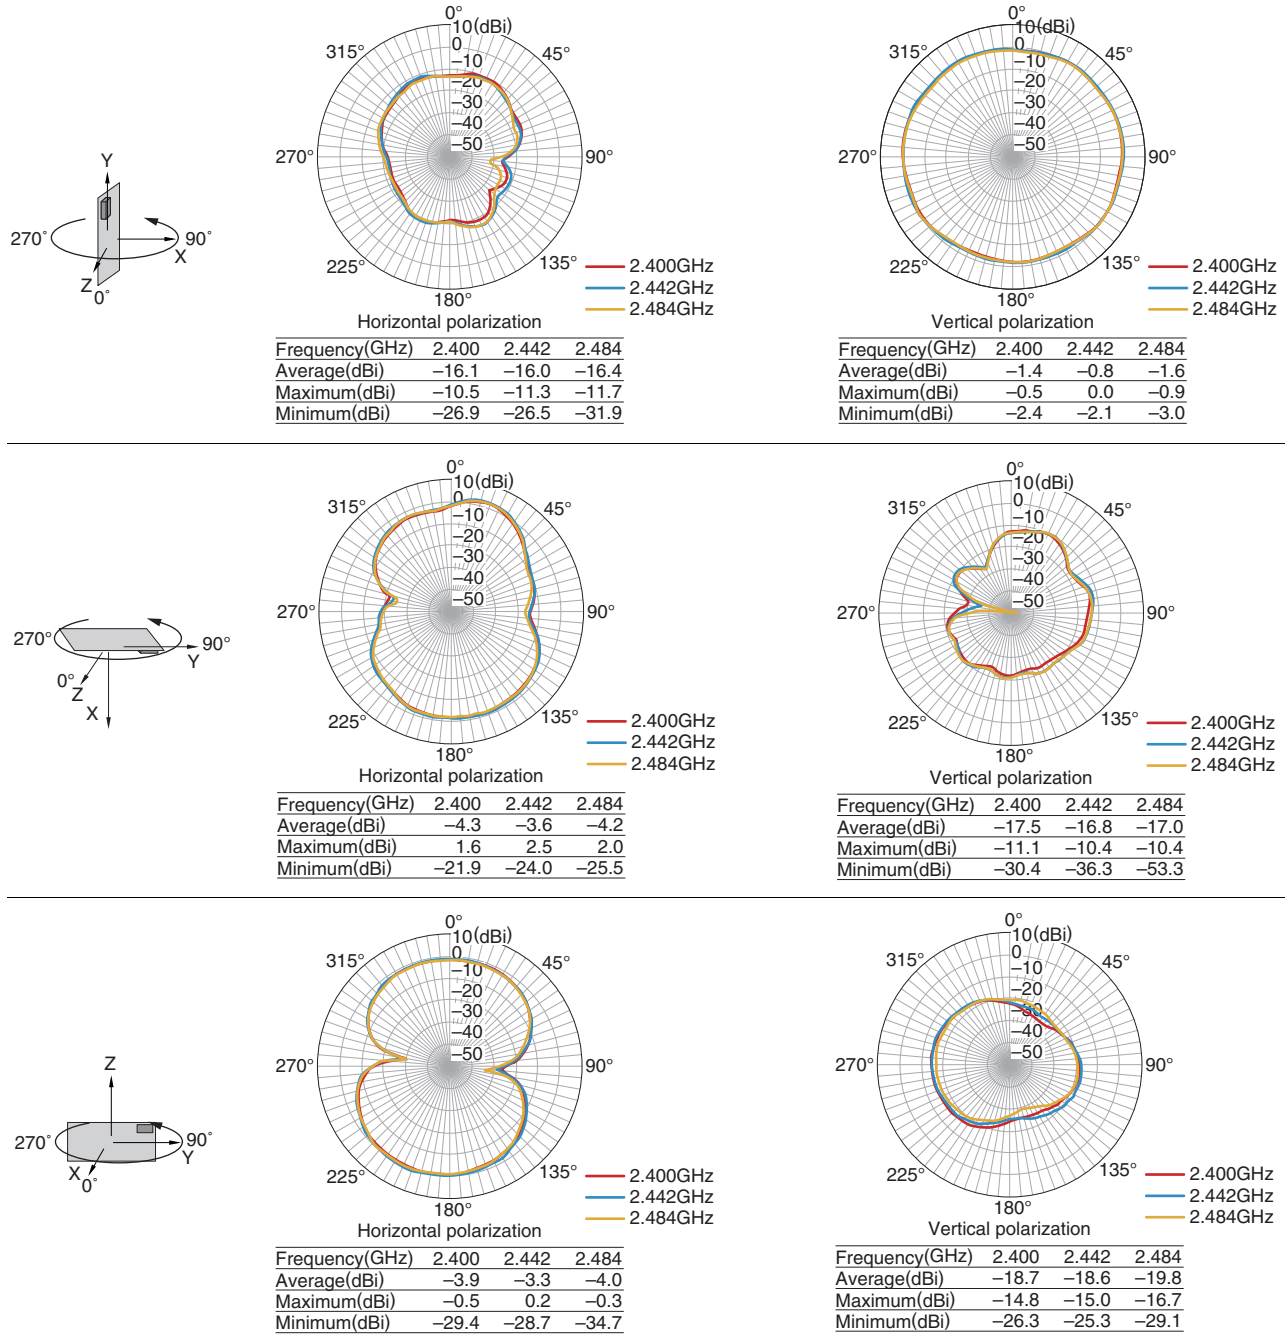 0°
10(dBi)
315°
0
45°
−10
−20
−30
−40
−50
270°
90°
225°
135°
180°
2.400GHz
2.442GHz
2.484GHz
Horizontal polarization
Frequency(GHz) 2.400 2.442 2.484
Average(dBi) −16.1 −16.0 −16.4
Maximum(dBi) −10.5 −11.3 −11.7
Minimum(dBi) −26.9 −26.5 −31.9
Y
270°
90°
X
Z
0°
0°
10(dBi)
315°
0
45°
−10
−20
−30
−40
−50
270°
90°
225°
135°
180°
2.400GHz
2.442GHz
2.484GHz
Vertical polarization
Frequency(GHz) 2.400 2.442 2.484
Average(dBi) −1.4 −0.8 −1.6
Maximum(dBi) −0.5 0.0 −0.9
Minimum(dBi) −2.4 −2.1 −3.0
270°
90°
Y
0°
Z
X
0°
10(dBi)
315°
0
45°
−10
−20
−30
−40
−50
270°
90°
225°
135°
180°
2.400GHz
2.442GHz
2.484GHz
Horizontal polarization
Frequency(GHz) 2.400 2.442 2.484
Average(dBi) −4.3 −3.6 −4.2
Maximum(dBi) 1.6 2.5 2.0
Minimum(dBi) −21.9 −24.0 −25.5
0°
10(dBi)
315°
0
45°
−10
−20
−30
−40
−50
270°
90°
225°
135°
180°
2.400GHz
2.442GHz
2.484GHz
Vertical polarization
Frequency(GHz) 2.400 2.442 2.484
Average(dBi) −17.5 −16.8 −17.0
Maximum(dBi) −11.1 −10.4 −10.4
Minimum(dBi) −30.4 −36.3 −53.3
Z
270°
90°
Y
X
0°
0°
10(dBi)
315°
0
45°
−10
−20
−30
−40
−50
270°
90°
225°
135°
180°
2.400GHz
2.442GHz
2.484GHz
Horizontal polarization
Frequency(GHz) 2.400 2.442 2.484
Average(dBi) −3.9 −3.3 −4.0
Maximum(dBi) −0.5 0.2 −0.3
Minimum(dBi) −29.4 −28.7 −34.7
0°
10(dBi)
315°
0
45°
−10
−20
−30
−40
−50
270°
90°
225°
135°
180°
2.400GHz
2.442GHz
2.484GHz
Vertical polarization
Frequency(GHz) 2.400 2.442 2.484
Average(dBi) −18.7 −18.6 −19.8
Maximum(dBi) −14.8 −15.0 −16.7
Minimum(dBi) −26.3 −25.3 −29.1